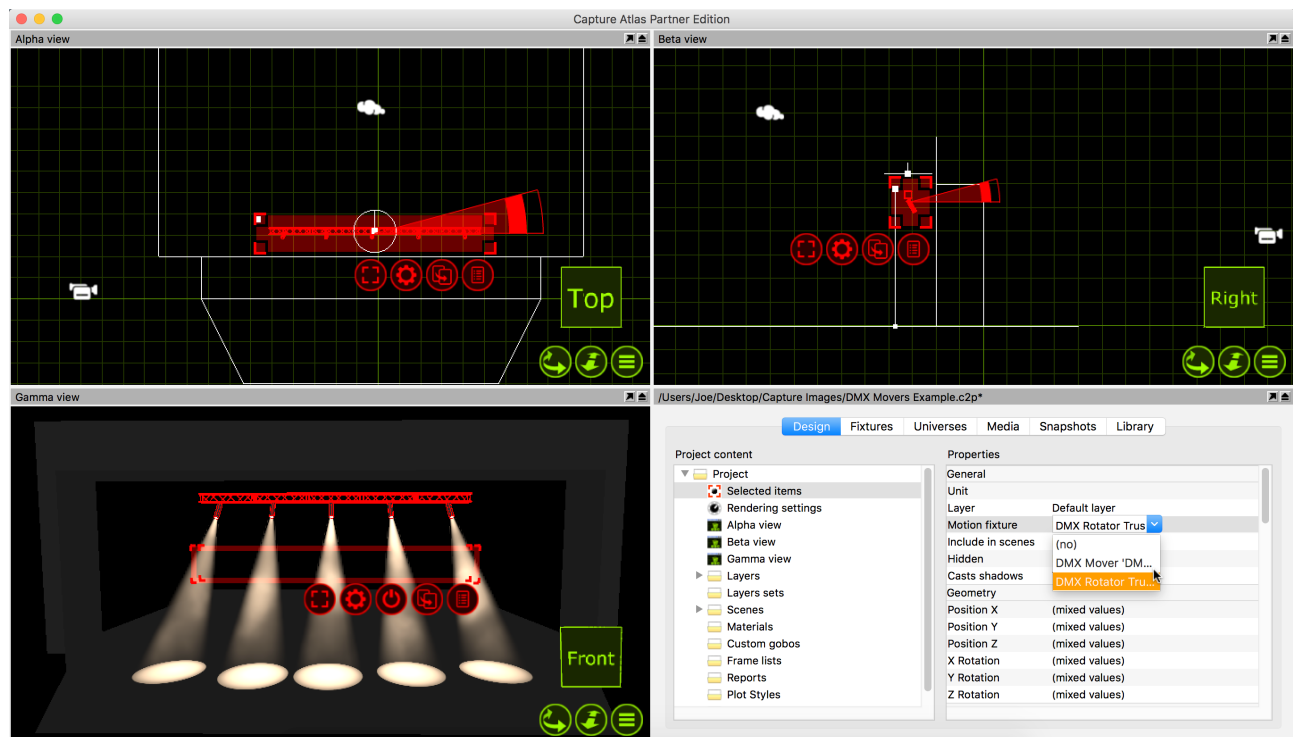 Capture Atlas Partner Edition
Alpha view
Beta view
Top
Right
Gamma view
/Users/Joe/Desktop/Capture Images/DMX Movers Example.c2p*
Front
Design Fixtures Universes Media Snapshots Library
Project content
Project
Selected items
Rendering settings
Alpha view
Beta view
Gamma view
Layers
Layers sets
Scenes
Materials
Custom gobos
Frame lists
Reports
Plot Styles
Properties
General
Unit
Layer Default layer
Motion fixture DMX Rotator Trus
Include in scenes
Hidden
Casts shadows
(no)
DMX Mover 'DM...
DMX Rotator Tru...
Geometry
Position X (mixed values)
Position Y (mixed values)
Position Z (mixed values)
X Rotation (mixed values)
Y Rotation (mixed values)
Z Rotation (mixed values)